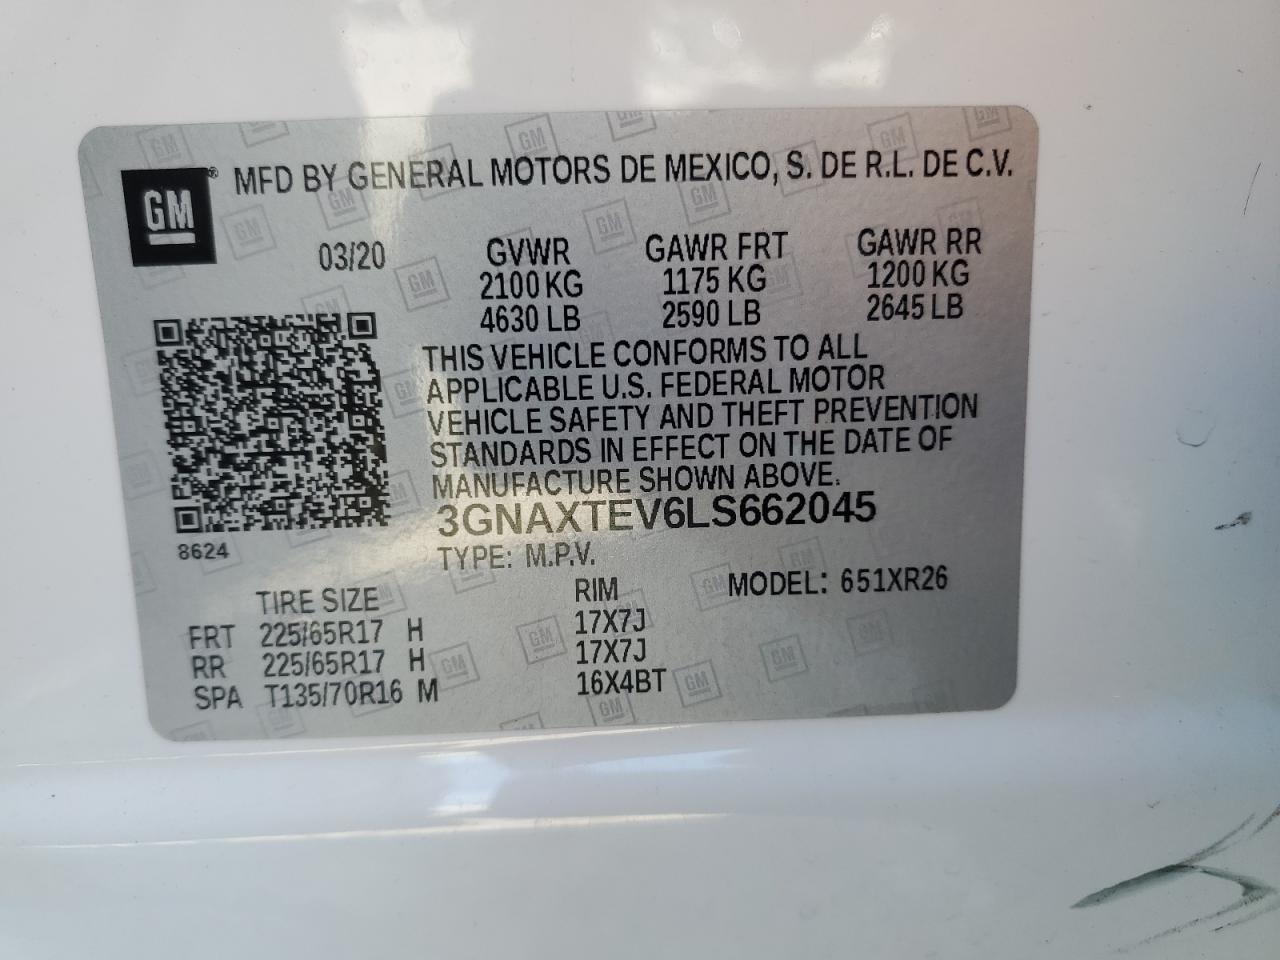 GM® MFD BY GENERAL MOTORS DE MEXICO, S. DE R.L. DE C.V.
03/20 GVWR GAWR FRT GAWR RR
2100 KG 1175 KG 1200 KG
4630 LB 2590 LB 2645 LB
THIS VEHICLE CONFORMS TO ALL
APPLICABLE U.S. FEDERAL MOTOR
VEHICLE SAFETY AND THEFT PREVENTION
STANDARDS IN EFFECT ON THE DATE OF
MANUFACTURE SHOWN ABOVE.
3GNAXTEV6LS662045
8624 TYPE: M.P.V.
TIRE SIZE RIM MODEL: 651XR26
FRT 225/65R17 H 17X7J
RR 225/65R17 H 17X7J
SPA T135/70R16 M 16X4BT